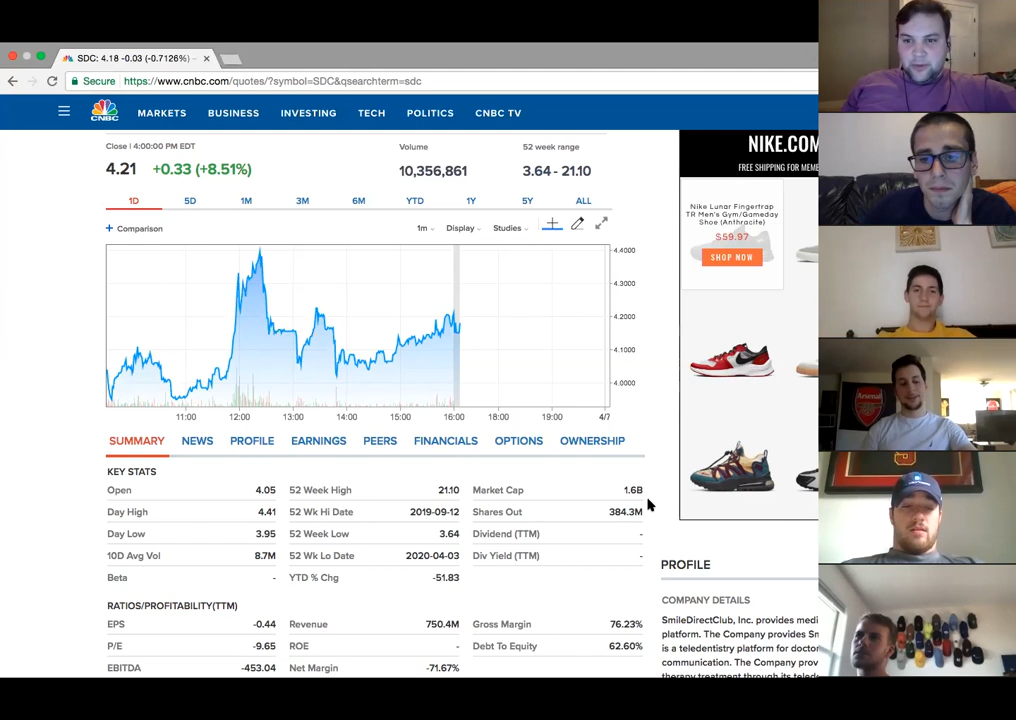 SDC: 4.18 -0.03 (-0.7126%) -
Secure https://www.cnbc.com/quotes/?symbol=SDC&qsearchterm=sdc
CNBC MARKETS BUSINESS INVESTING TECH POLITICS CNBC TV
Close | 4:00:00 PM EDT Volume 52 week range
4.21 +0.33 (+8.51%) 10,356,861 3.64 - 21.10
1D 5D 1M 3M 6M YTD 1Y 5Y ALL
+ Comparison 1m Display Studies
4.4000
4.3000
4.2000
4.1000
4.0000
11:00 12:00 13:00 14:00 15:00 16:00 18:00 19:00 4/7
SUMMARY NEWS PROFILE EARNINGS PEERS FINANCIALS OPTIONS OWNERSHIP
KEY STATS
Open 4.05 52 Week High 21.10 Market Cap 1.6B
Day High 4.41 52 Wk Hi Date 2019-09-12 Shares Out 384.3M
Day Low 3.95 52 Week Low 3.64 Dividend (TTM) -
10D Avg Vol 8.7M 52 Wk Lo Date 2020-04-03 Div Yield (TTM) -
Beta - YTD % Chg -51.83
RATIOS/PROFITABILITY(TTM)
EPS -0.44 Revenue 750.4M Gross Margin 76.23%
P/E -9.65 ROE - Debt To Equity 62.60%
EBITDA -453.04 Net Margin -71.67%
NIKE.COM
FREE SHIPPING FOR MEME
Nike Lunar Fingertrap
TR Men's Gym/Gameday
Shoe (Anthracite)
$59.97
SHOP NOW
PROFILE
COMPANY DETAILS
SmileDirectClub, Inc. provides medi
platform. The Company provides Sn
is a teledentistry platform for doctor
communication. The Company prov
therapy treatment through its teled
Arsenal